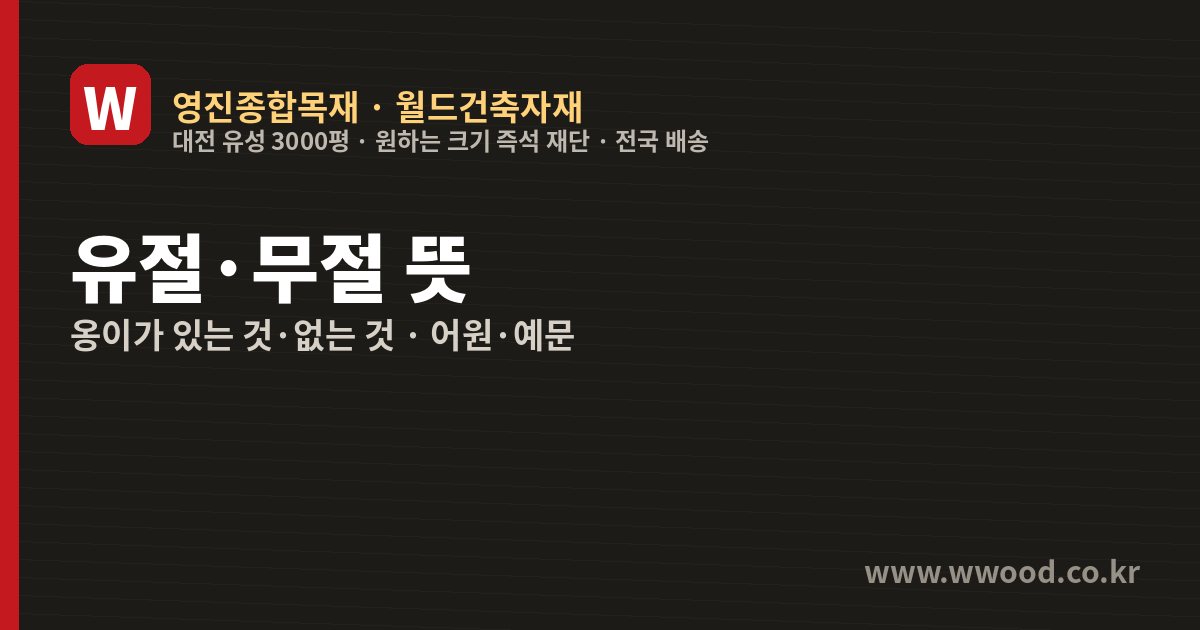 W
영진종합목재 · 월드건축자재
대전 유성 3000평 · 원하는 크기 즉석 재단 · 전국 배송
유절·무절 뜻
옹이가 있는 것·없는 것 · 어원·예문
www.wwood.co.kr